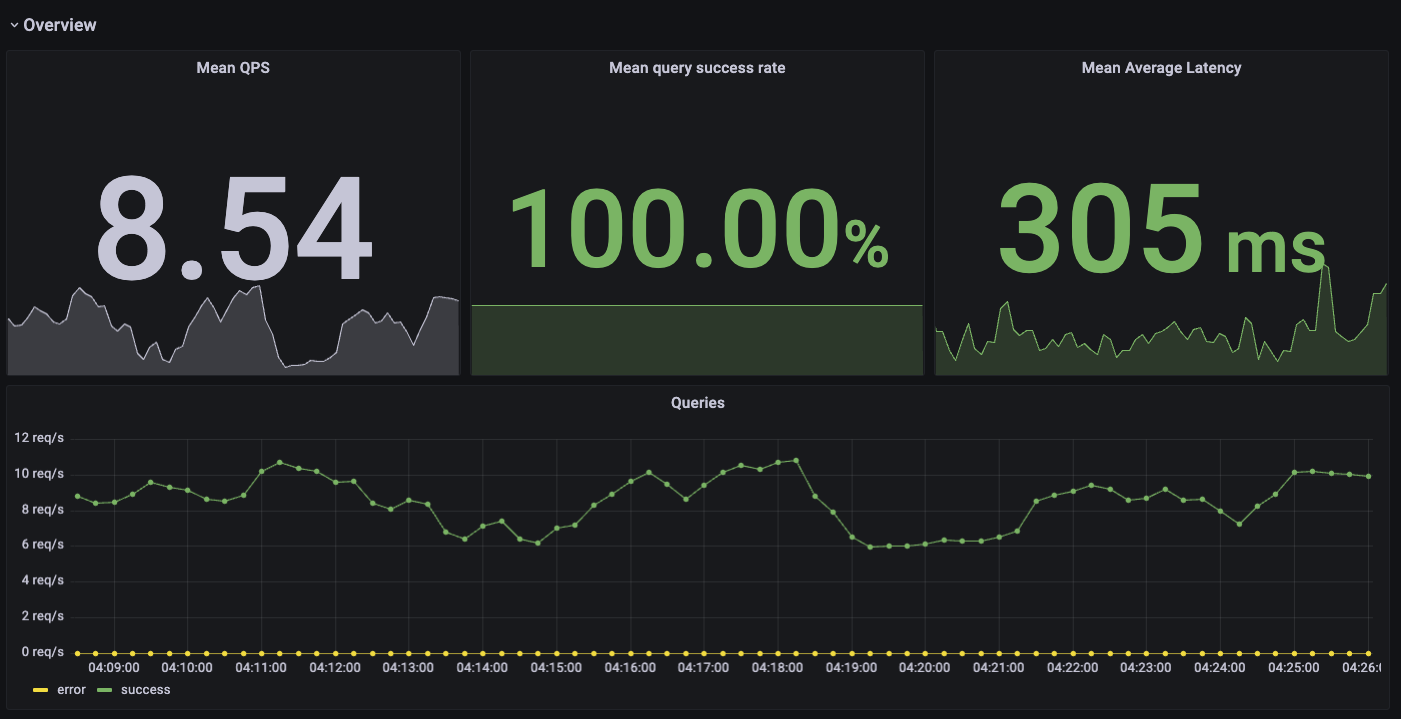 Overview
Mean QPS
Mean query success rate
Mean Average Latency
8.54
100.00%
305 ms
Queries
12 req/s
10 req/s
8 req/s
6 req/s
4 req/s
2 req/s
0 req/s
04:09:00 04:10:00 04:11:00 04:12:00 04:13:00 04:14:00 04:15:00 04:16:00 04:17:00 04:18:00 04:19:00 04:20:00 04:21:00 04:22:00 04:23:00 04:24:00 04:25:00 04:26:
error success